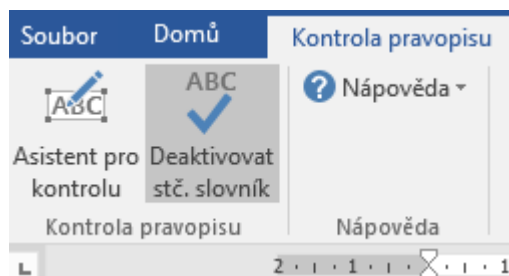 Soubor Domů Kontrola pravopisu
ABC ABC Nápověda
Asistent pro Deaktivovat
kontrolu stč. slovník
Kontrola pravopisu Nápověda
2 1 1